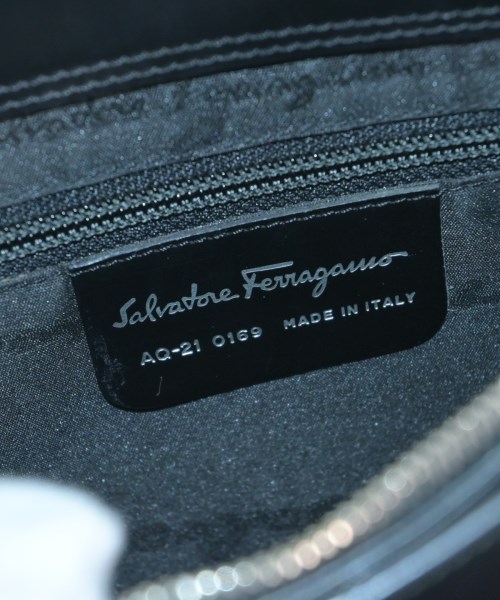 Salvatore Ferragamo
AQ-21 0169 MADE IN ITALY